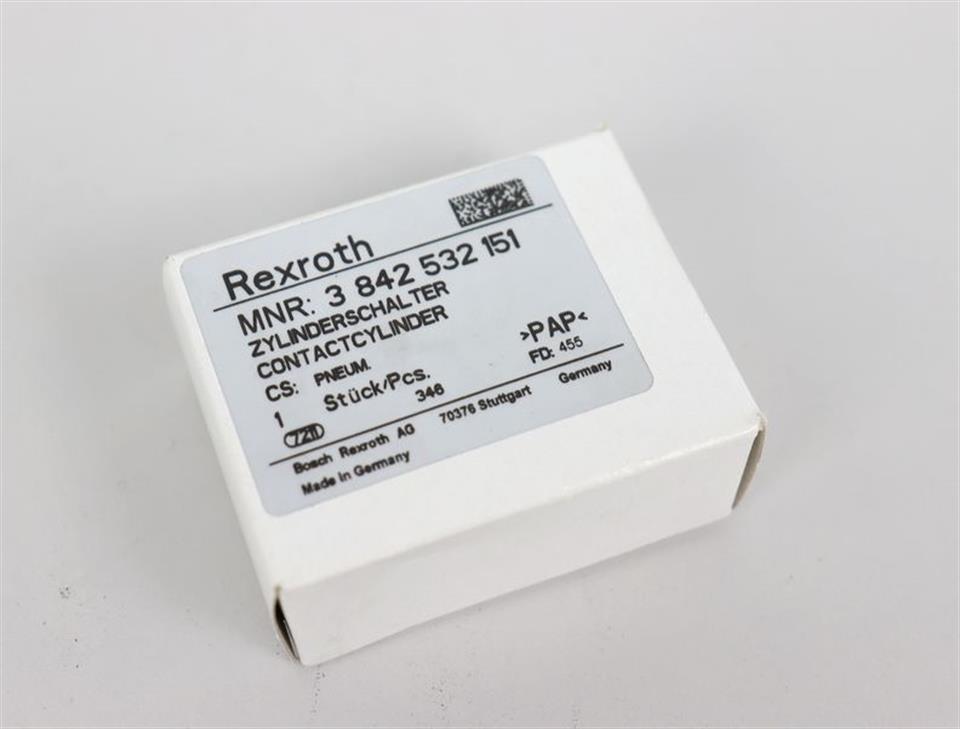 Rexroth
MNR: 3 842 532 151
ZYLINDERSCHALTER
CONTACTCYLINDER
CS: PNEUM. >PAP<
1 Stück/Pcs. FD: 455
7211 346
Bosch Rexroth AG 70376 Stuttgart Germany
Made in Germany